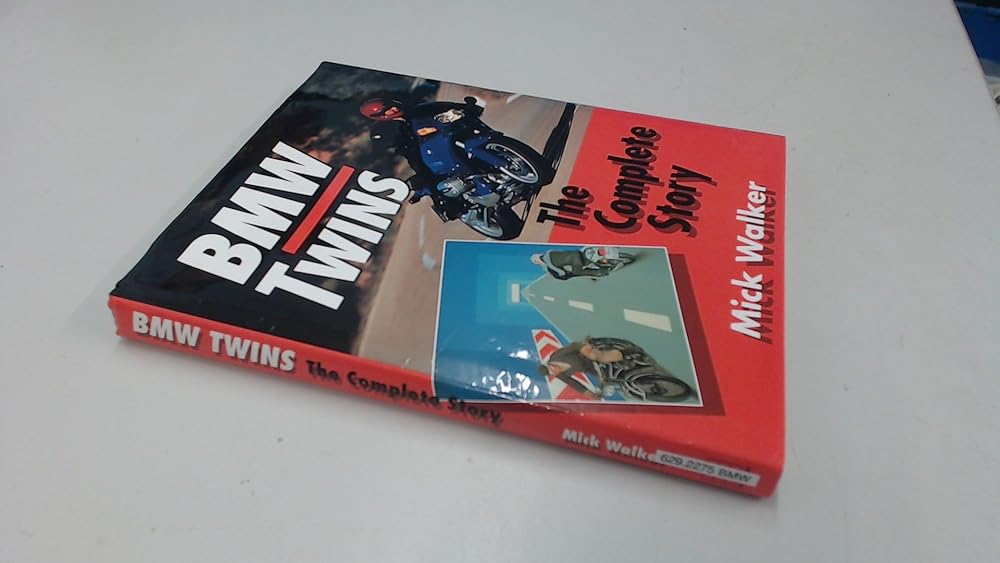 BMW
TWINS
The
Complete
Story
Mick Walker
BMW TWINS The Complete Story Mick Walker
629.2275 BMW